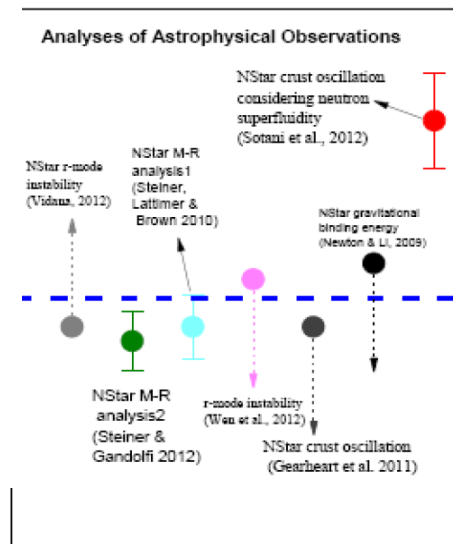 Analyses of Astrophysical Observations
NStar crust oscillation
considering neutron
superfluidity
(Sotani et al., 2012)
NStar M-R
analysis1
(Steiner,
Lattimer &
Brown 2010)
NStar r-mode
instability
(Vidana, 2012)
NStar gravitational
binding energy
(Newton & Li, 2009)
NStar M-R
analysis2
(Steiner &
Gandolfi 2012)
r-mode instability
(Wen et al., 2012)
NStar crust oscillation
(Gearheart et al. 2011)